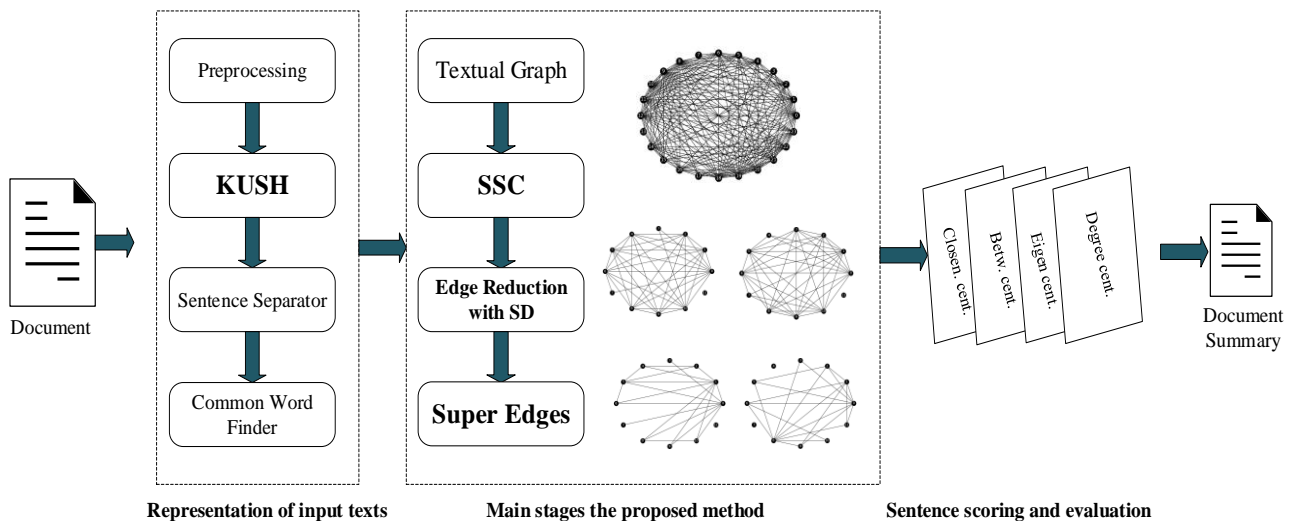 Document
Preprocessing
KUSH
Sentence Separator
Common Word
Finder
Representation of input texts
Textual Graph
SSC
Edge Reduction
with SD
Super Edges
Main stages the proposed method
Closen. cent.
Betw. cent.
Eigen cent.
Degree cent.
Sentence scoring and evaluation
Document
Summary